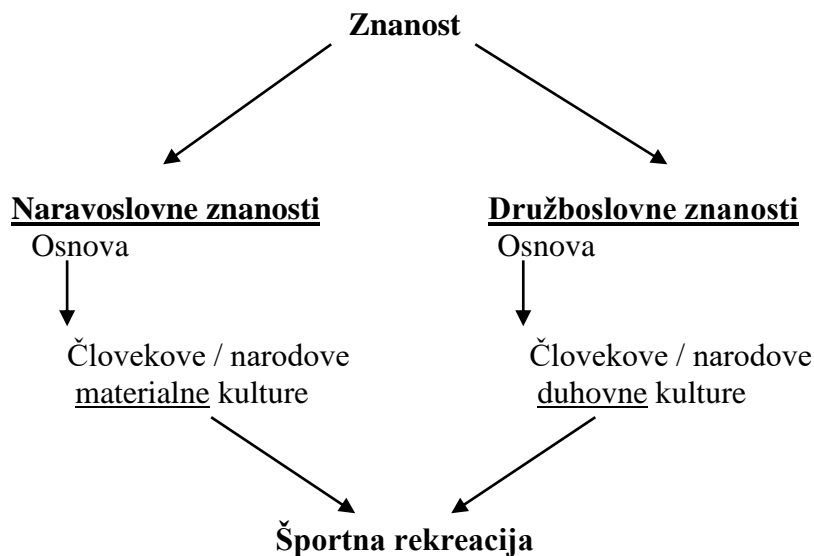 Znanost
Naravoslovne znanosti
Osnova
Človekove / narodove
materialne kulture
Družboslovne znanosti
Osnova
Človekove / narodove
duhovne kulture
Športna rekreacija